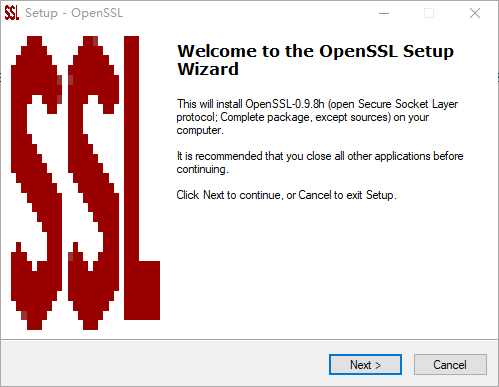 SSL Setup - OpenSSL
SSL
Welcome to the OpenSSL Setup
Wizard
This will install OpenSSL-0.9.8h (open Secure Socket Layer
protocol; Complete package, except sources) on your
computer.
It is recommended that you close all other applications before
continuing.
Click Next to continue, or Cancel to exit Setup.
Next >
Cancel